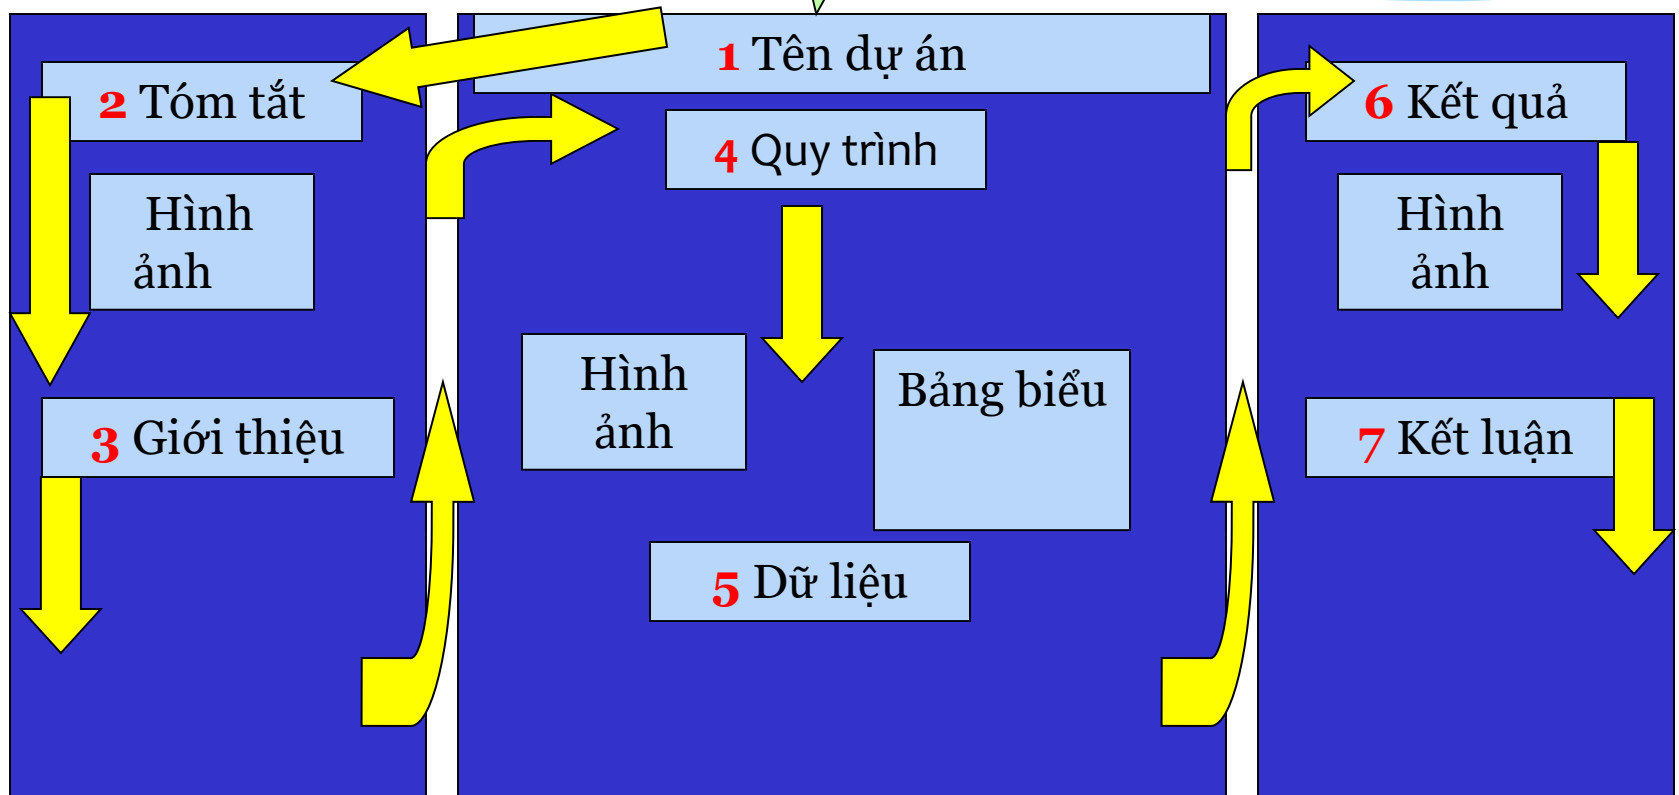 1 Tên dự án
2 Tóm tắt
Hình
ảnh
3 Giới thiệu
4 Quy trình
Hình
ảnh
Bảng biểu
5 Dữ liệu
6 Kết quả
Hình
ảnh
7 Kết luận